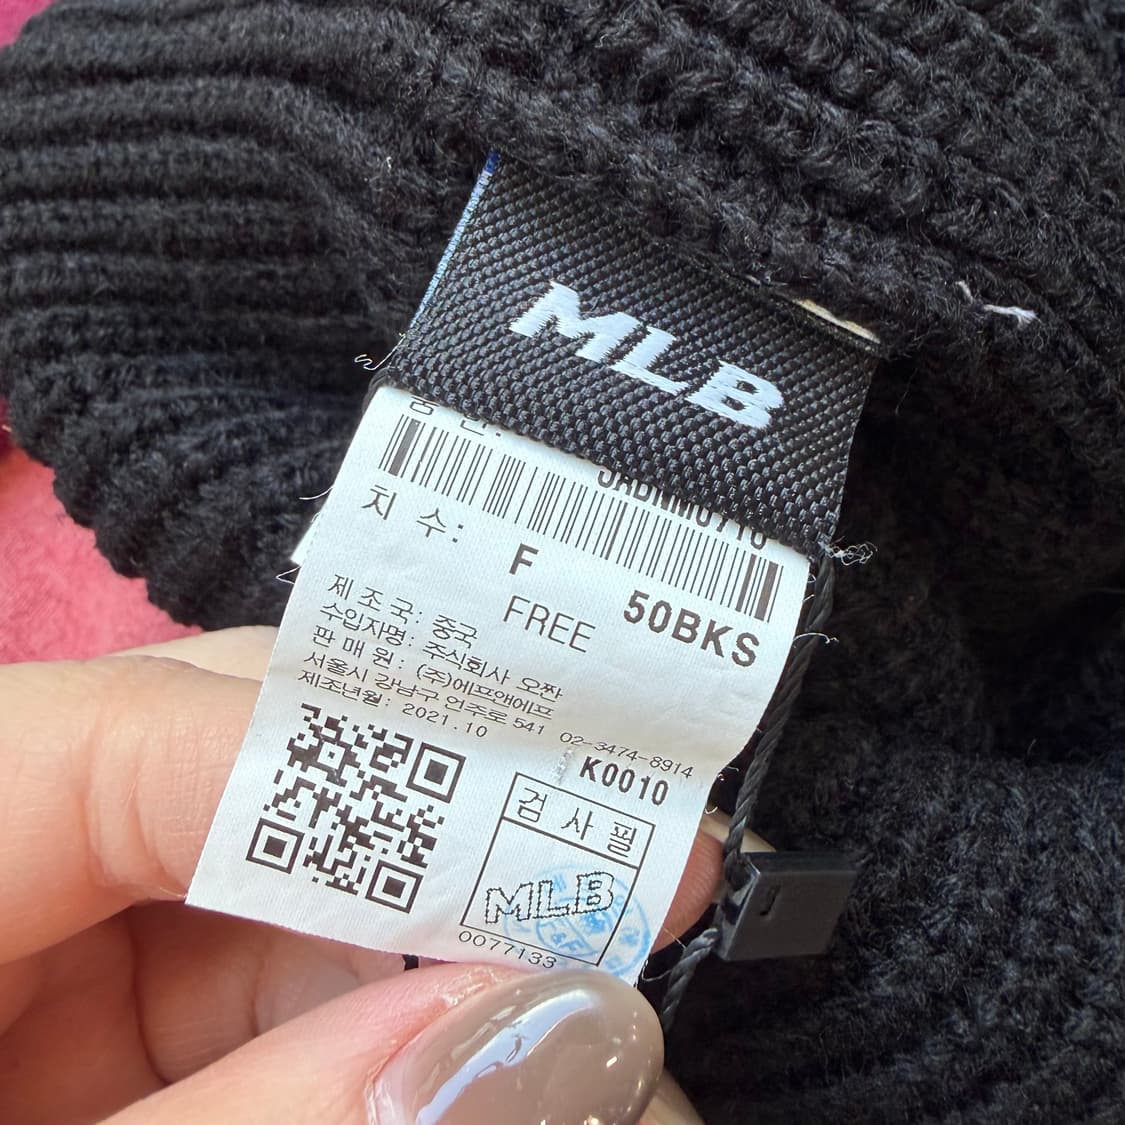 MLB
치 수:
F
FREE
50BKS
제 조 국: 중국
수입자명: 주식회사 오짜
판 매 원: (주)에프앤에프
서울시 강남구 언주로 541 02-3474-8914
제조년월: 2021.10
K0010
검 사 필
MLB
F&F
0077133